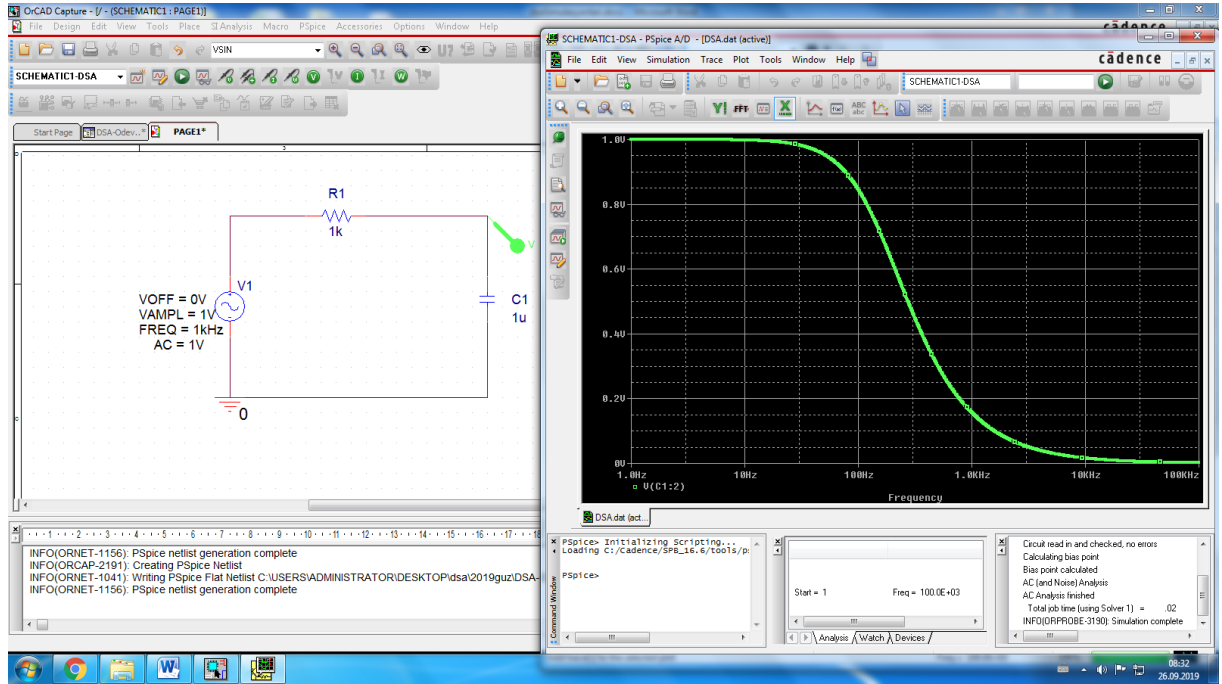 OrCAD Capture - [/ - (SCHEMATIC1 : PAGE1)]
File Design Edit View Tools Place SI Analysis Macro PSpice Accessories Options Window Help
cādence
VSIN
SCHEMATIC1-DSA
Start Page DSA-Odev..* PAGE1*
3
R1
1k
V
V1
VOFF = 0V
VAMPL = 1V
FREQ = 1kHz
AC = 1V
C1
1u
0
INFO(ORNET-1156): PSpice netlist generation complete
INFO(ORCAP-2191): Creating PSpice Netlist
INFO(ORNET-1041): Writing PSpice Flat Netlist C:\USERS\ADMINISTRATOR\DESKTOP\dsa\2019guz\DSA-
INFO(ORNET-1156): PSpice netlist generation complete
SCHEMATIC1-DSA - PSpice A/D - [DSA.dat (active)]
File Edit View Simulation Trace Plot Tools Window Help
cādence
SCHEMATIC1-DSA
1.0V
0.8V
0.6V
0.4V
0.2V
0V
1.0Hz 10Hz 100Hz 1.0KHz 10KHz 100KHz
V(C1:2)
Frequency
DSA.dat (act...
PSpice> Initializing Scripting...
Loading C:/Cadence/SPB_16.6/tools/p
PSpice>
Command Window
Start = 1 Freq = 100.0E+03
Analysis Watch Devices
Circuit read in and checked, no errors
Calculating bias point
Bias point calculated
AC (and Noise) Analysis
AC Analysis finished
Total job time (using Solver 1) = .02
INFO(ORPROBE-3190): Simulation complete
08:32
26.09.2019